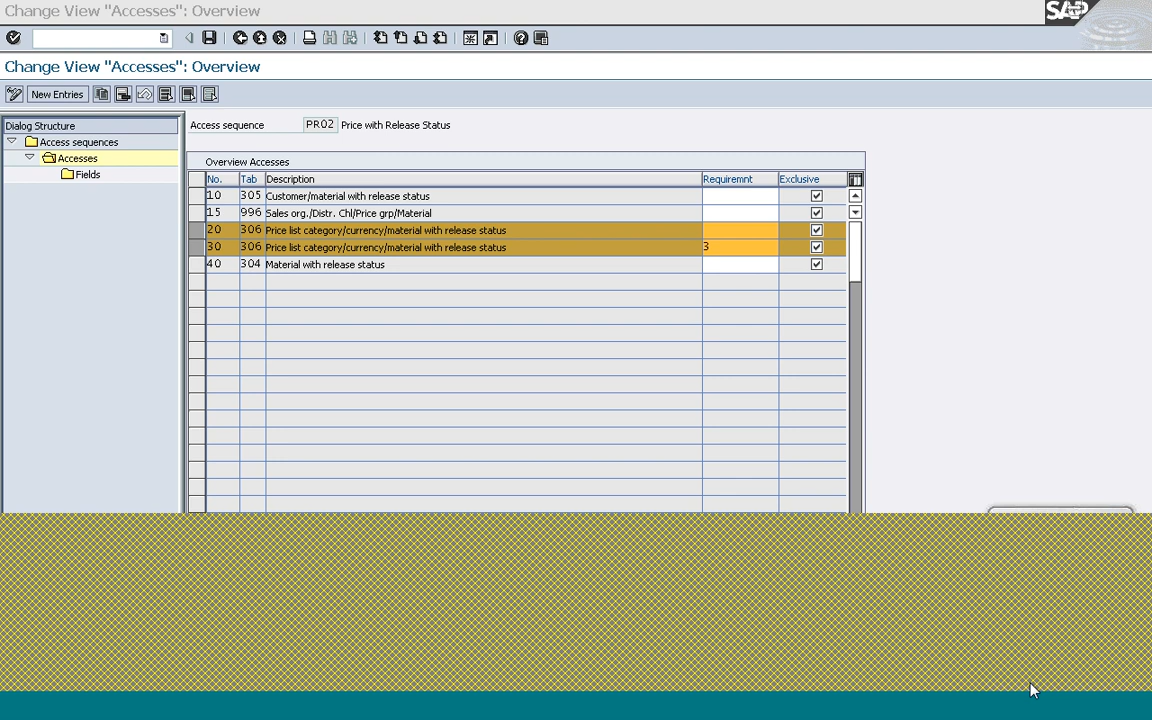 Change View "Accesses": Overview
SAP
Change View "Accesses": Overview
New Entries
Dialog Structure
Access sequences
Accesses
Fields
Access sequence PR02 Price with Release Status
Overview Accesses
No. Tab Description Requiremnt Exclusive
10 305 Customer/material with release status
15 996 Sales org./Distr. Chl/Price grp/Material
20 306 Price list category/currency/material with release status
30 306 Price list category/currency/material with release status 3
40 304 Material with release status